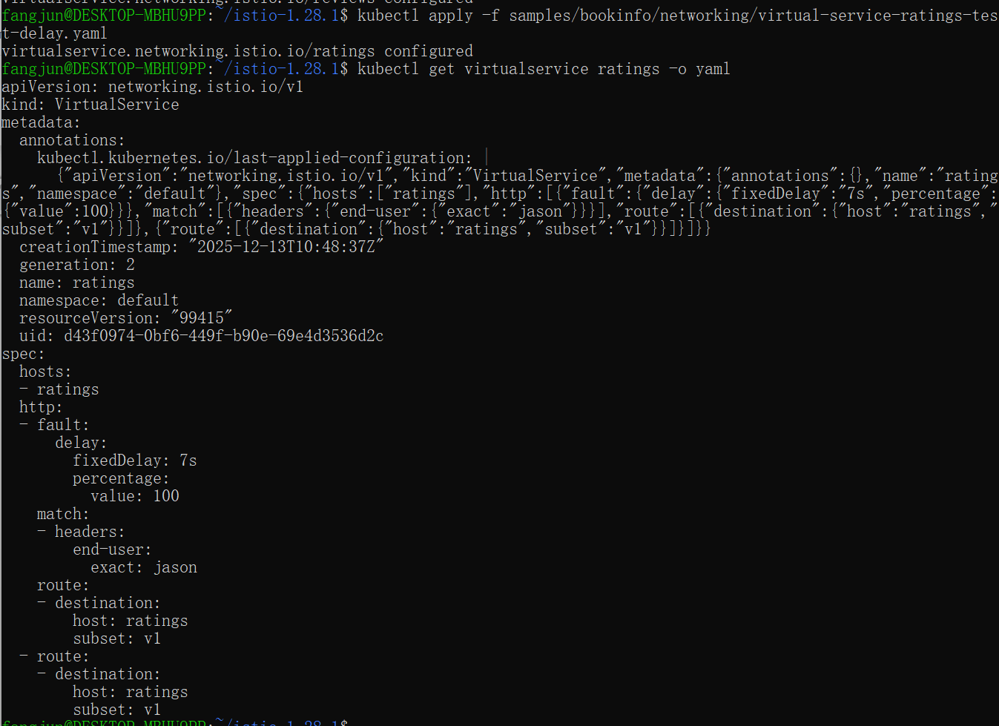 virtualservice.networking.istio.io/reviews configured
fangjun@DESKTOP-MBHU9PP:~/istio-1.28.1$ kubectl apply -f samples/bookinfo/networking/virtual-service-ratings-tes
t-delay.yaml
virtualservice.networking.istio.io/ratings configured
fangjun@DESKTOP-MBHU9PP:~/istio-1.28.1$ kubectl get virtualservice ratings -o yaml
apiVersion: networking.istio.io/v1
kind: VirtualService
metadata:
  annotations:
    kubectl.kubernetes.io/last-applied-configuration: |
      {"apiVersion":"networking.istio.io/v1","kind":"VirtualService","metadata":{"annotations":{},"name":"rating
s","namespace":"default"},"spec":{"hosts":["ratings"],"http":[{"fault":{"delay":{"fixedDelay":"7s","percentage":
{"value":100}}},"match":[{"headers":{"end-user":{"exact":"jason"}}}],"route":[{"destination":{"host":"ratings","
subset":"v1"}}]},{"route":[{"destination":{"host":"ratings","subset":"v1"}}]}]}}
  creationTimestamp: "2025-12-13T10:48:37Z"
  generation: 2
  name: ratings
  namespace: default
  resourceVersion: "99415"
  uid: d43f0974-0bf6-449f-b90e-69e4d3536d2c
spec:
  hosts:
  - ratings
  http:
  - fault:
      delay:
        fixedDelay: 7s
        percentage:
          value: 100
    match:
    - headers:
        end-user:
          exact: jason
    route:
    - destination:
        host: ratings
        subset: v1
  - route:
    - destination:
        host: ratings
        subset: v1
fangjun@DESKTOP-MBHU9PP:~/istio-1.28.1$